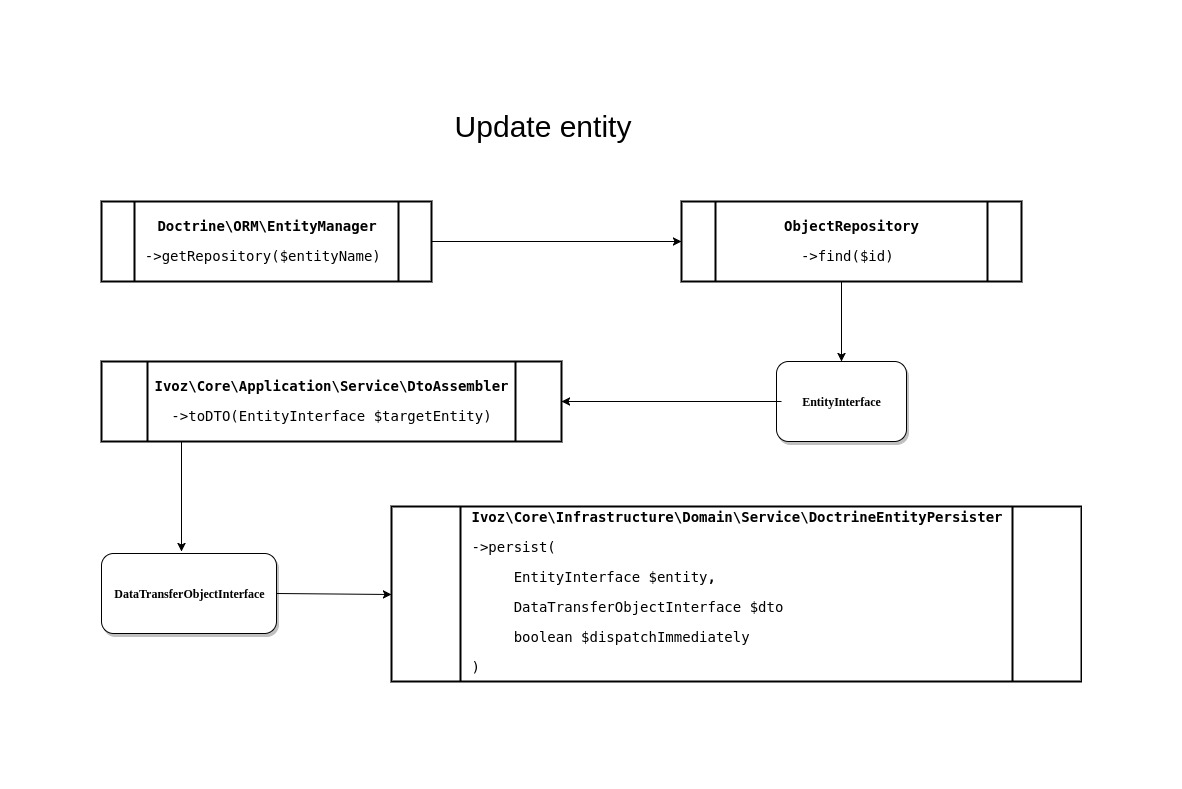 Update entity
Doctrine\ORM\EntityManager
->getRepository($entityName)
ObjectRepository
->find($id)
Ivoz\Core\Application\Service\DtoAssembler
->toDTO(EntityInterface $targetEntity)
EntityInterface
DataTransferObjectInterface
Ivoz\Core\Infrastructure\Domain\Service\DoctrineEntityPersister
->persist(
EntityInterface $entity,
DataTransferObjectInterface $dto
boolean $dispatchImmediately
)